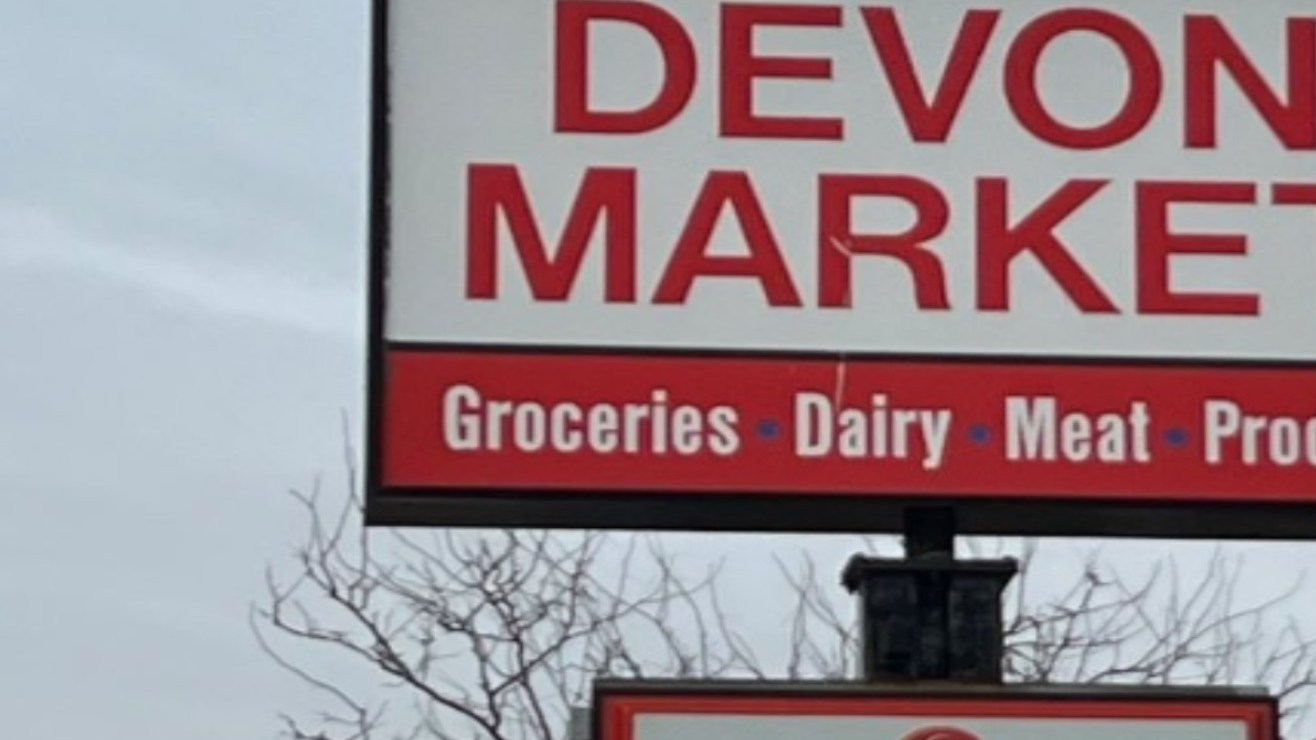 DEVON
MARKET
Groceries • Dairy • Meat •